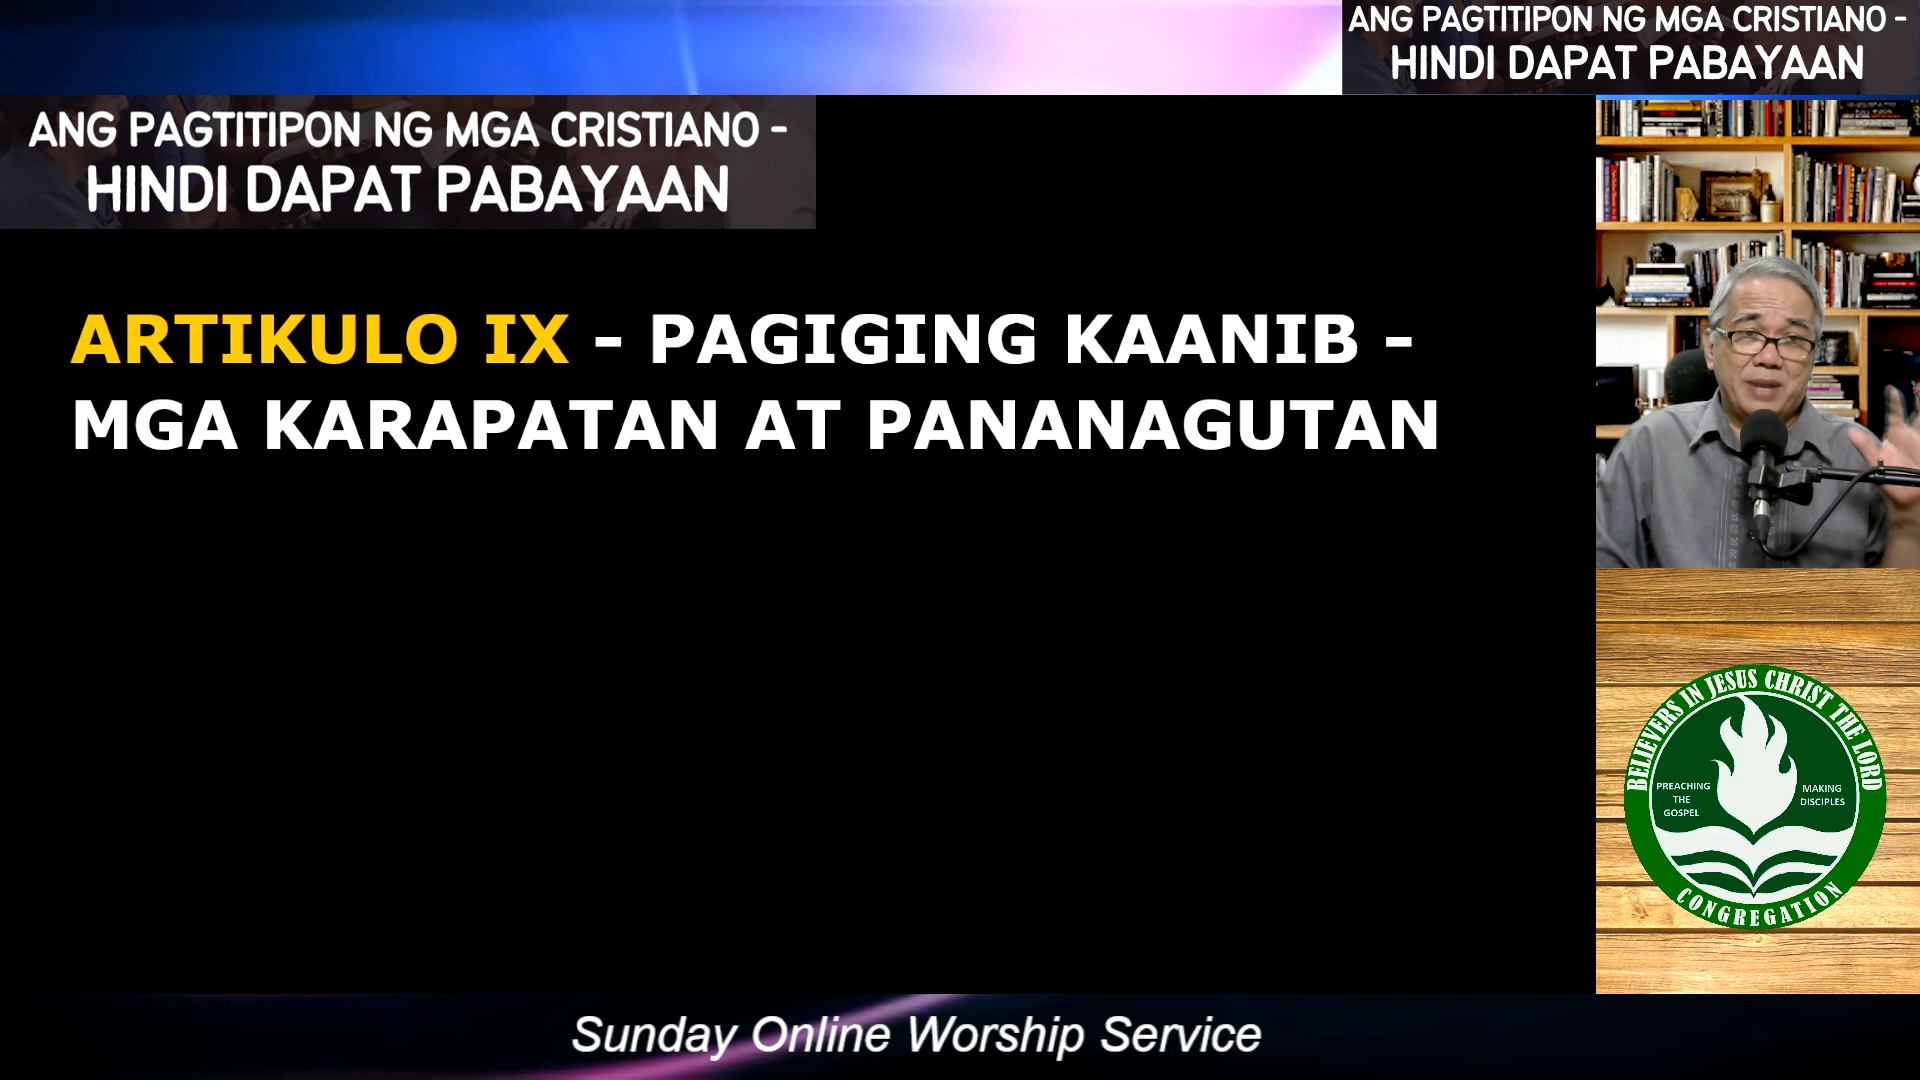 ANG PAGTITIPON NG MGA CRISTIANO -
HINDI DAPAT PABAYAAN
ANG PAGTITIPON NG MGA CRISTIANO -
HINDI DAPAT PABAYAAN
ARTIKULO IX - PAGIGING KAANIB -
MGA KARAPATAN AT PANANAGUTAN
BELIEVERS IN JESUS CHRIST THE LORD
PREACHING
THE
GOSPEL
MAKING
DISCIPLES
CONGREGATION
Sunday Online Worship Service